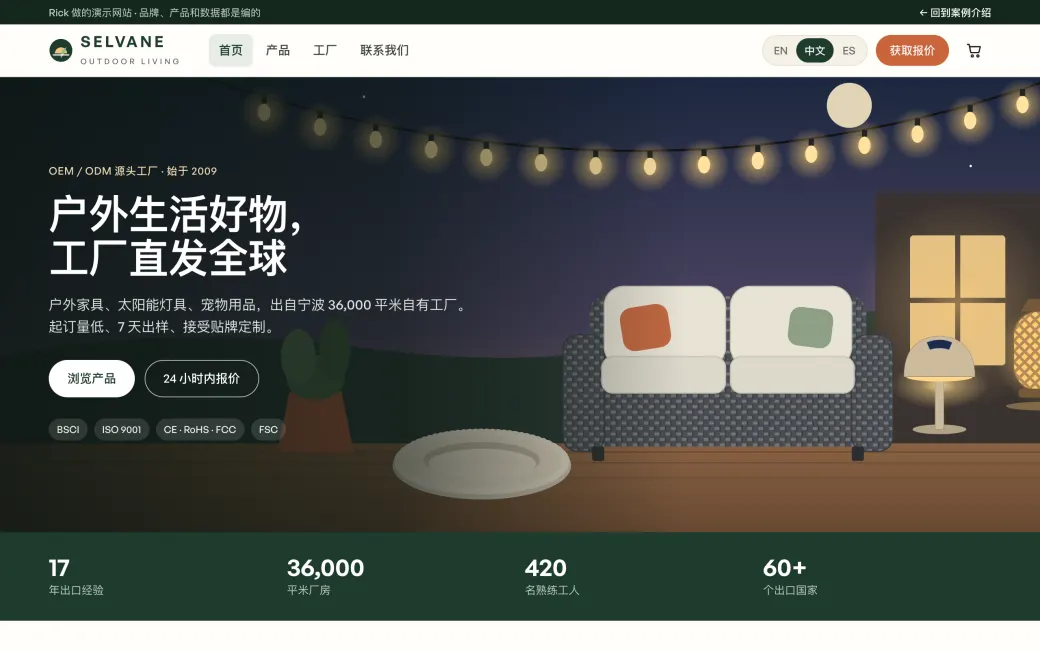 Rick 做的演示网站 · 品牌、产品和数据都是编的
← 回到案例介绍
SELVANE
OUTDOOR LIVING
首页
产品
工厂
联系我们
EN
中文
ES
获取报价
OEM / ODM 源头工厂 · 始于 2009
户外生活好物，
工厂直发全球
户外家具、太阳能灯具、宠物用品，出自宁波 36,000 平米自有工厂。
起订量低、7 天出样、接受贴牌定制。
浏览产品
24 小时内报价
BSCI
ISO 9001
CE · RoHS · FCC
FSC
17
年出口经验
36,000
平米厂房
420
名熟练工人
60+
个出口国家